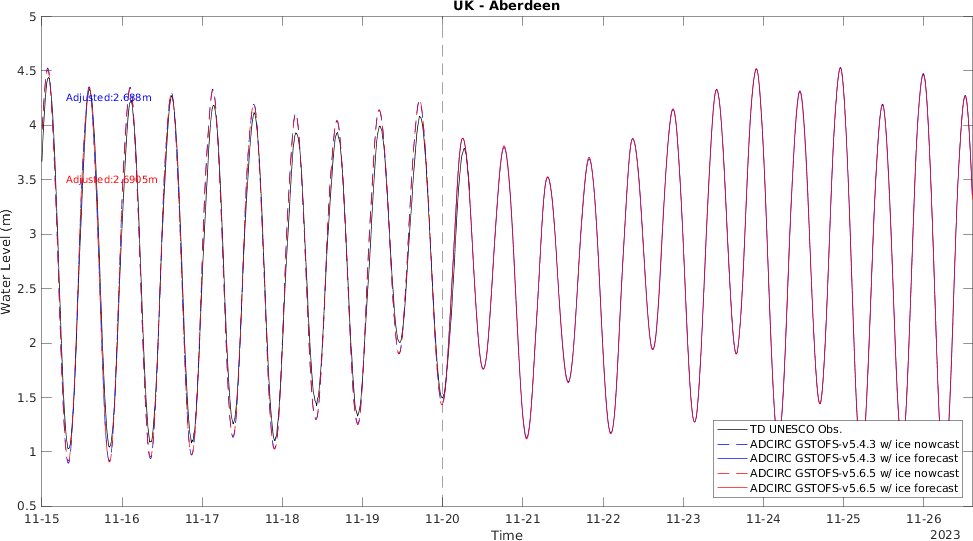 UK - Aberdeen
5
4.5
4
3.5
3
2.5
2
1.5
1
0.5
Water Level (m)
Adjusted:2.688m
Adjusted:2.6905m
TD UNESCO Obs.
ADCIRC GSTOFS-v5.4.3 w/ ice nowcast
ADCIRC GSTOFS-v5.4.3 w/ ice forecast
ADCIRC GSTOFS-v5.6.5 w/ ice nowcast
ADCIRC GSTOFS-v5.6.5 w/ ice forecast
11-15 11-16 11-17 11-18 11-19 11-20 11-21 11-22 11-23 11-24 11-25 11-26
Time
2023